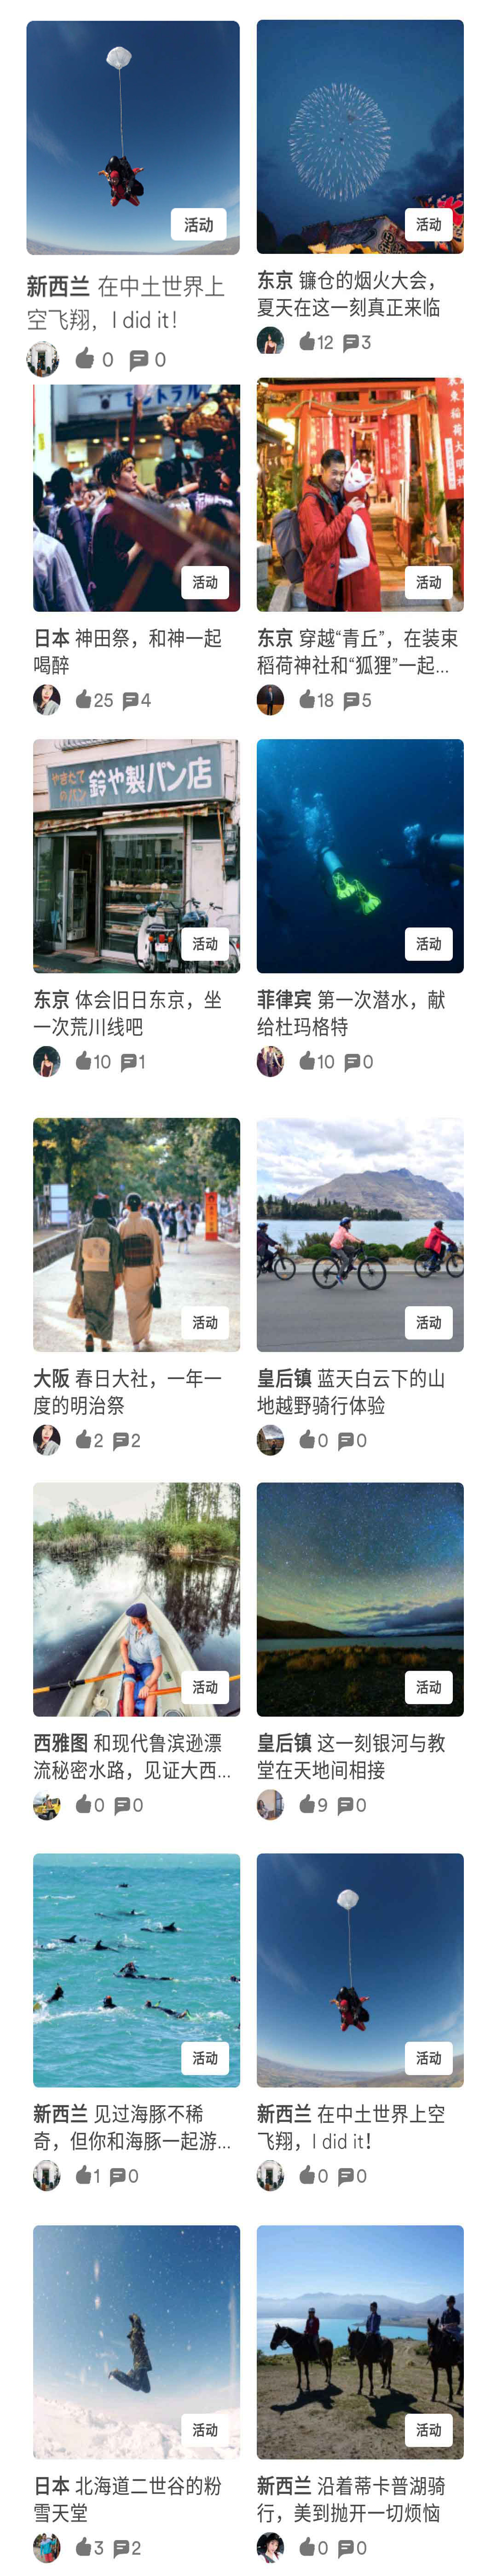 活动
新西兰 在中土世界上
空飞翔，I did it！
0 0
活动
东京 镰仓的烟火大会，
夏天在这一刻真正来临
12 3
活动
日本 神田祭，和神一起
喝醉
25 4
活动
东京 穿越“青丘”，在装束
稻荷神社和“狐狸”一起...
18 5
やきたて
のパン
鈴や製パン店
活动
东京 体会旧日东京，坐
一次荒川线吧
10 1
活动
菲律宾 第一次潜水，献
给杜玛格特
10 0
活动
大阪 春日大社，一年一
度的明治祭
2 2
活动
皇后镇 蓝天白云下的山
地越野骑行体验
0 0
活动
西雅图 和现代鲁滨逊漂
流秘密水路，见证大西...
0 0
活动
皇后镇 这一刻银河与教
堂在天地间相接
9 0
活动
新西兰 见过海豚不稀
奇，但你和海豚一起游...
1 0
活动
新西兰 在中土世界上空
飞翔，I did it！
0 0
活动
日本 北海道二世谷的粉
雪天堂
3 2
活动
新西兰 沿着蒂卡普湖骑
行，美到抛开一切烦恼
0 0